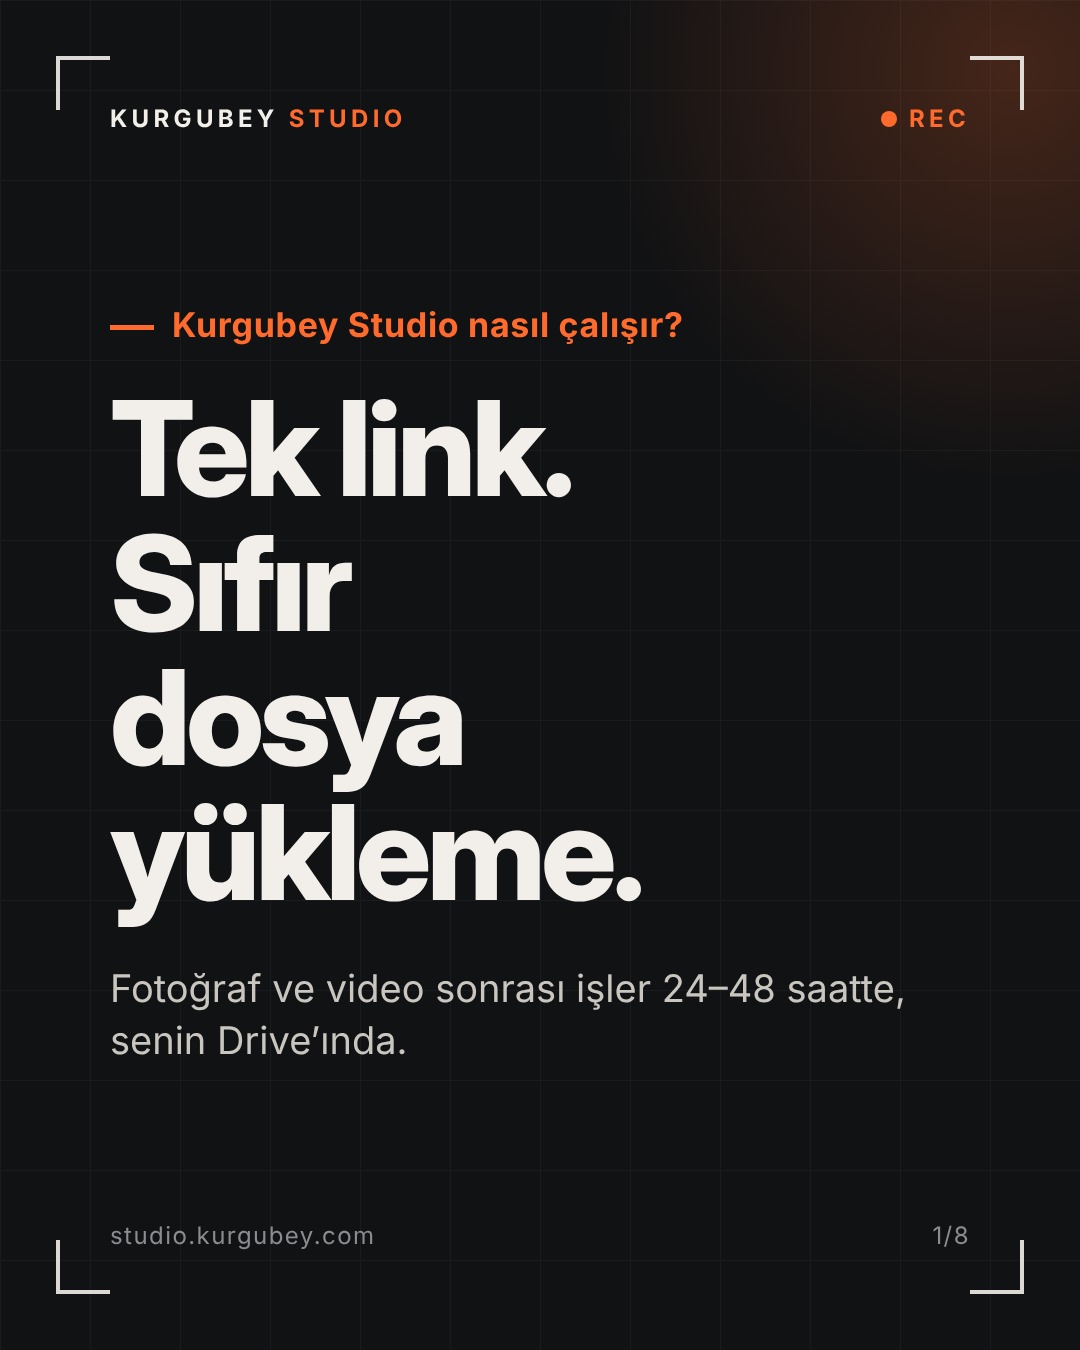 KURGUBEY STUDIO
REC
Kurgubey Studio nasıl çalışır?
Tek link.
Sıfır
dosya
yükleme.
Fotoğraf ve video sonrası işler 24–48 saatte,
senin Drive’ında.
studio.kurgubey.com
1/8